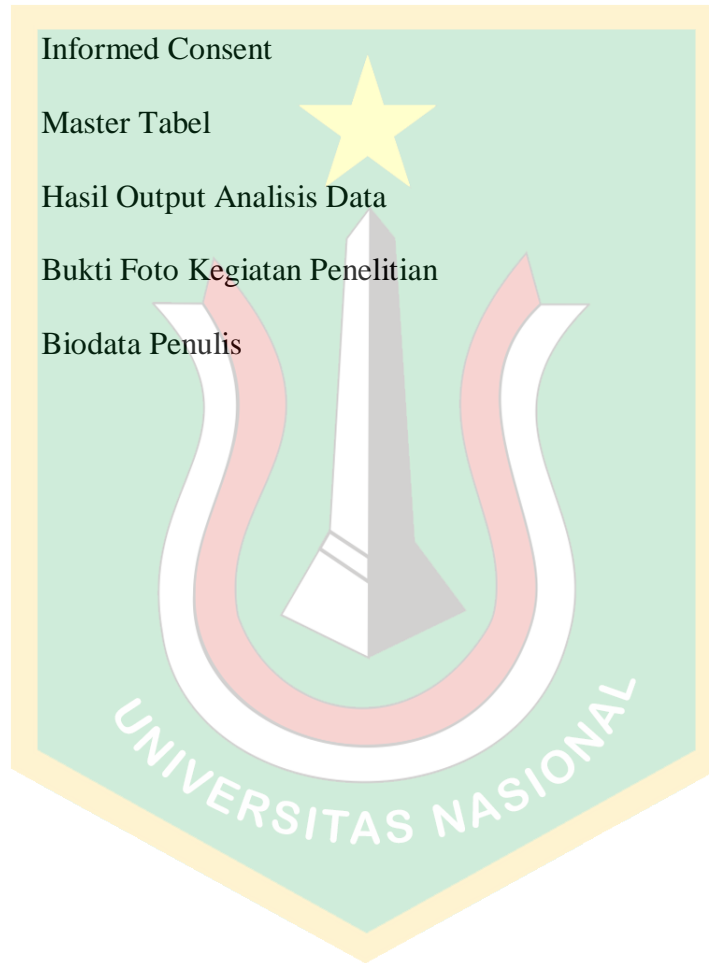 Informed Consent
Master Tabel
Hasil Output Analisis Data
Bukti Foto Kegiatan Penelitian
Biodata Penulis
UNIVERSITAS NASIONAL